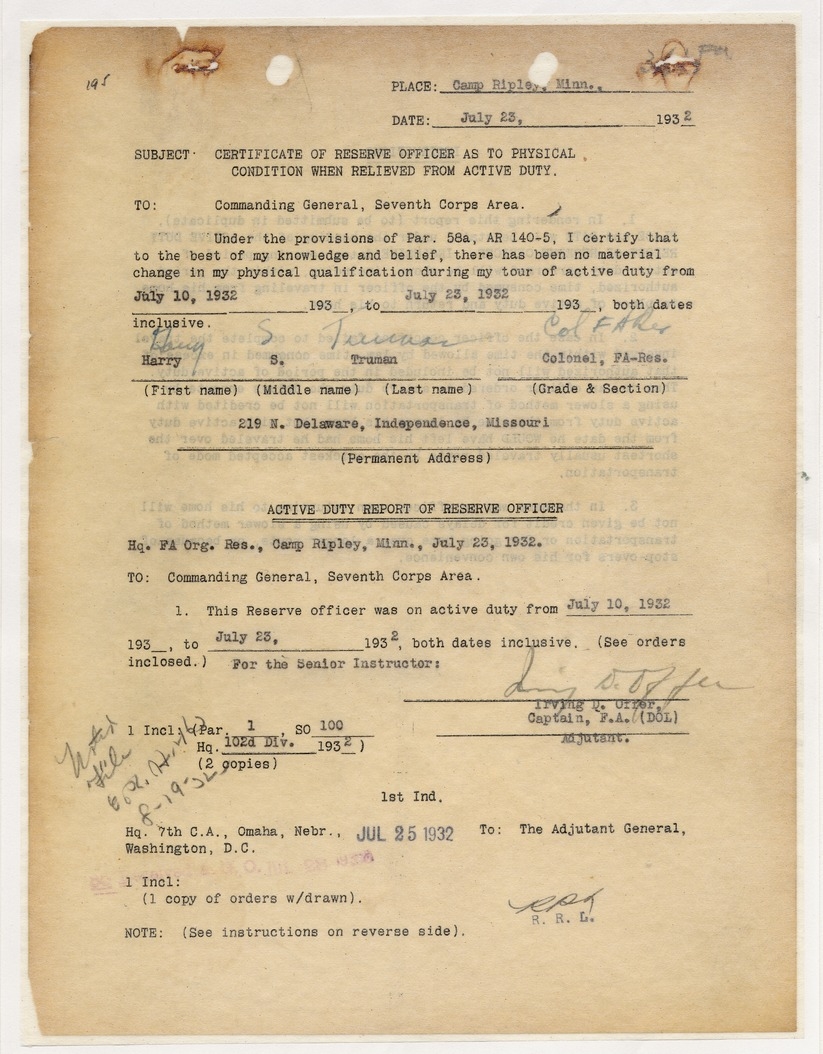 195
PLACE: Camp Ripley, Minn.,
DATE: July 23, 1932
SUBJECT: CERTIFICATE OF RESERVE OFFICER AS TO PHYSICAL
CONDITION WHEN RELIEVED FROM ACTIVE DUTY.
TO: Commanding General, Seventh Corps Area.
Under the provisions of Par. 58a, AR 140-5, I certify that
to the best of my knowledge and belief, there has been no material
change in my physical qualification during my tour of active duty from
July 10, 1932 193_, to July 23, 1932 193_, both dates
inclusive.
Harry S Truman Col FA Res
Harry S. Truman Colonel, FA-Res.
(First name) (Middle name) (Last name) (Grade & Section)
219 N. Delaware, Independence, Missouri
(Permanent Address)
ACTIVE DUTY REPORT OF RESERVE OFFICER
Hq. FA Org. Res., Camp Ripley, Minn., July 23, 1932.
TO: Commanding General, Seventh Corps Area.
1. This Reserve officer was on active duty from July 10, 1932
193_, to July 23, 1932, both dates inclusive. (See orders
inclosed.) For the Senior Instructor:
Irving D. Offer
Irving D. Offer,
Captain, F.A. (DOL)
Adjutant.
1 Incl: (Par. 1, SO 100
Hq. 102d Div. 1932)
(2 copies)
8-19-32
1st Ind.
Hq. 7th C.A., Omaha, Nebr., JUL 25 1932 To: The Adjutant General,
Washington, D.C.
1 Incl:
(1 copy of orders w/drawn).
R. R. L.
NOTE: (See instructions on reverse side).